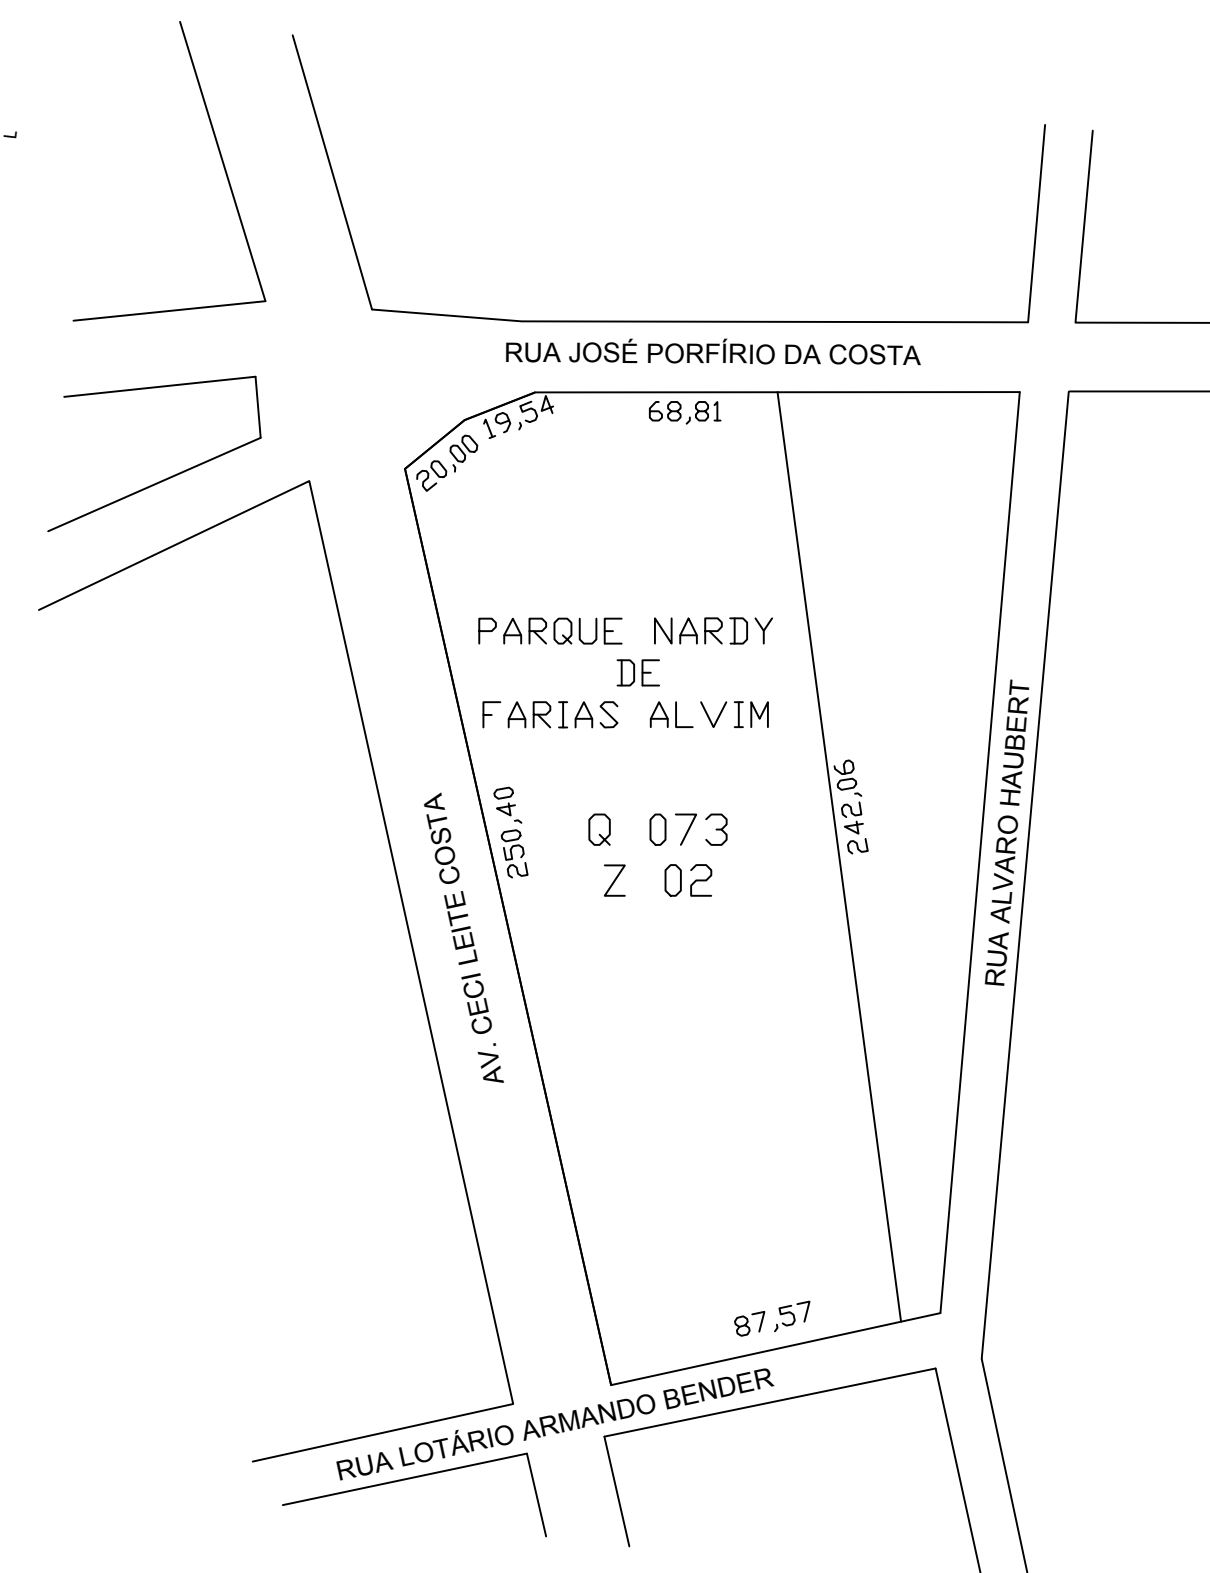 RUA JOSÉ PORFÍRIO DA COSTA
20,00
19,54
68,81
PARQUE NARDY
DE
FARIAS ALVIM
250,40
Q 073
Z 02
242,06
AV. CECI LEITE COSTA
RUA ALVARO HAUBERT
87,57
RUA LOTÁRIO ARMANDO BENDER